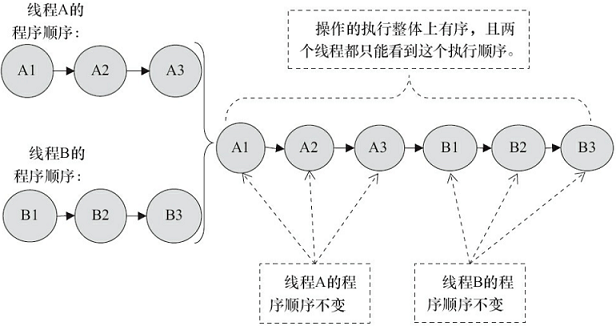 线程A的
程序顺序：
A1
A2
A3
线程B的
程序顺序：
B1
B2
B3
操作的执行整体上有序，且两
个线程都只能看到这个执行顺序。
A1
A2
A3
B1
B2
B3
线程A的程
序顺序不变
线程B的程
序顺序不变